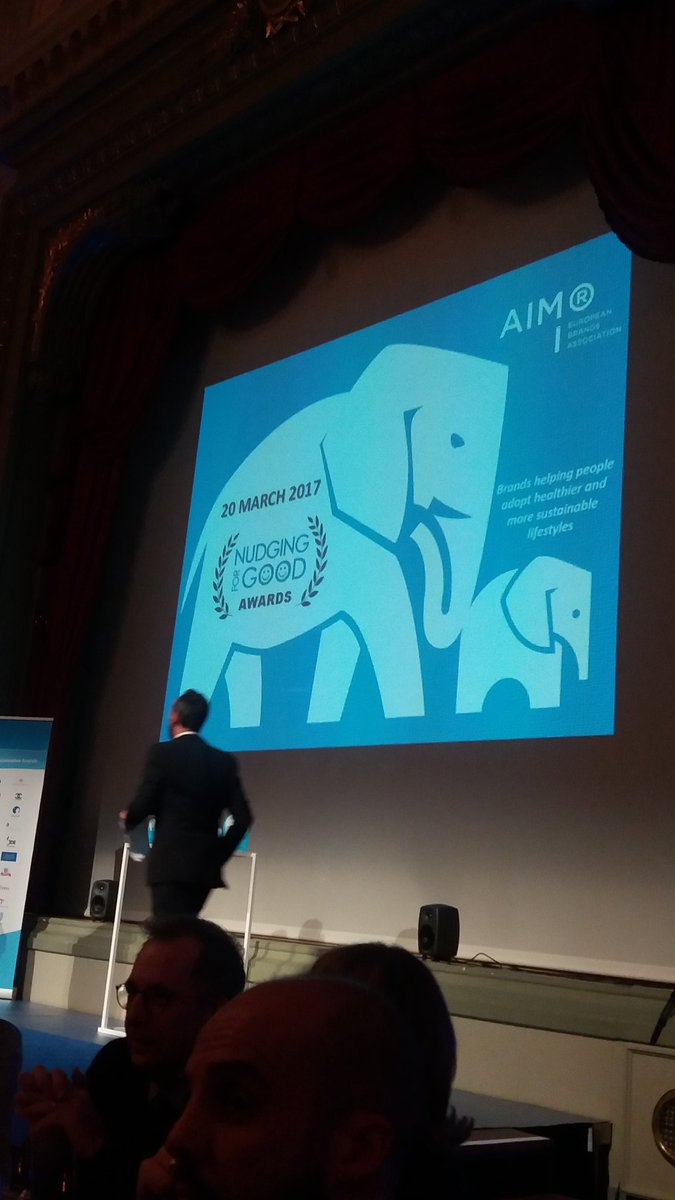 AIM®
EUROPEAN
BRANDS
ASSOCIATION
20 MARCH 2017
NUDGING
FOR
GOOD
AWARDS
Brands helping people
adopt healthier and
more sustainable
lifestyles